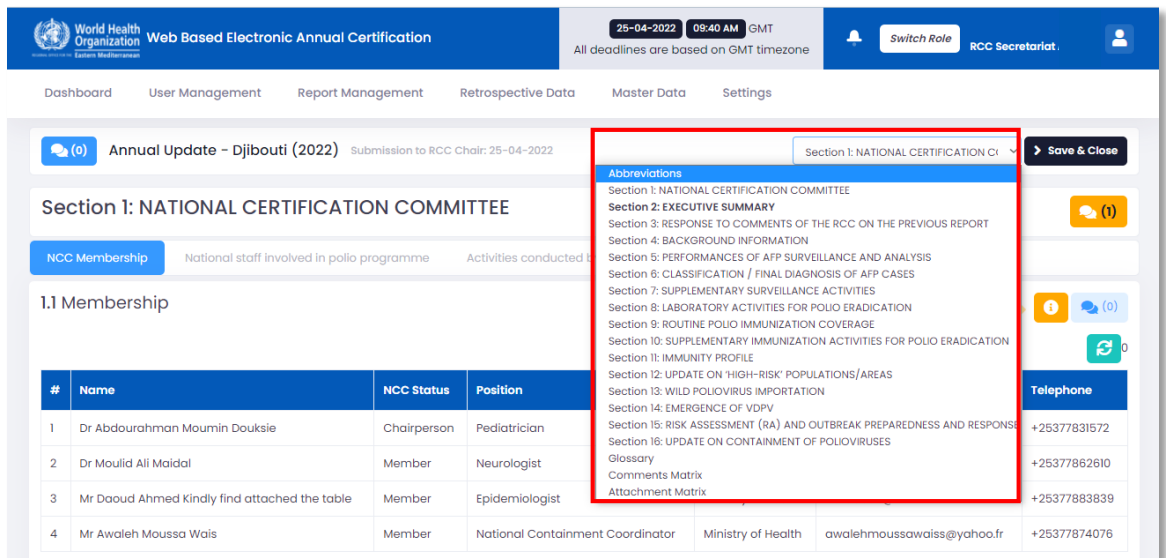 World Health
Organization
Eastern Mediterranean
Web Based Electronic Annual Certification
25-04-2022 09:40 AM GMT
All deadlines are based on GMT timezone
Switch Role
RCC Secretariat
Dashboard User Management Report Management Retrospective Data Master Data Settings
(0) Annual Update - Djibouti (2022) Submission to RCC Chair: 25-04-2022
Section 1: NATIONAL CERTIFICATION C
Save & Close
Abbreviations
Section 1: NATIONAL CERTIFICATION COMMITTEE
Section 2: EXECUTIVE SUMMARY
Section 3: RESPONSE TO COMMENTS OF THE RCC ON THE PREVIOUS REPORT
Section 4: BACKGROUND INFORMATION
Section 5: PERFORMANCES OF AFP SURVEILLANCE AND ANALYSIS
Section 6: CLASSIFICATION / FINAL DIAGNOSIS OF AFP CASES
Section 7: SUPPLEMENTARY SURVEILLANCE ACTIVITIES
Section 8: LABORATORY ACTIVITIES FOR POLIO ERADICATION
Section 9: ROUTINE POLIO IMMUNIZATION COVERAGE
Section 10: SUPPLEMENTARY IMMUNIZATION ACTIVITIES FOR POLIO ERADICATION
Section 11: IMMUNITY PROFILE
Section 12: UPDATE ON 'HIGH-RISK' POPULATIONS/AREAS
Section 13: WILD POLIOVIRUS IMPORTATION
Section 14: EMERGENCE OF VDPV
Section 15: RISK ASSESSMENT (RA) AND OUTBREAK PREPAREDNESS AND RESPONSE
Section 16: UPDATE ON CONTAINMENT OF POLIOVIRUSES
Glossary
Comments Matrix
Attachment Matrix
Section 1: NATIONAL CERTIFICATION COMMITTEE
(1)
NCC Membership National staff involved in polio programme Activities conducted b
1.1 Membership
(0)
0
# Name NCC Status Position Telephone
1 Dr Abdourahman Moumin Douksie Chairperson Pediatrician +25377831572
2 Dr Moulid Ali Maidal Member Neurologist +25377862610
3 Mr Daoud Ahmed Kindly find attached the table Member Epidemiologist +25377883839
4 Mr Awaleh Moussa Wais Member National Containment Coordinator Ministry of Health awalehmoussawaiss@yahoo.fr +25377874076